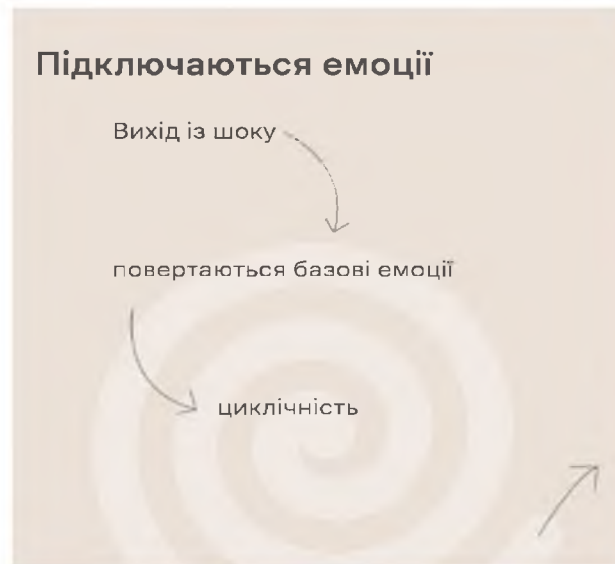 Підключаються емоції
Вихід із шоку
повертаються базові емоції
циклічність